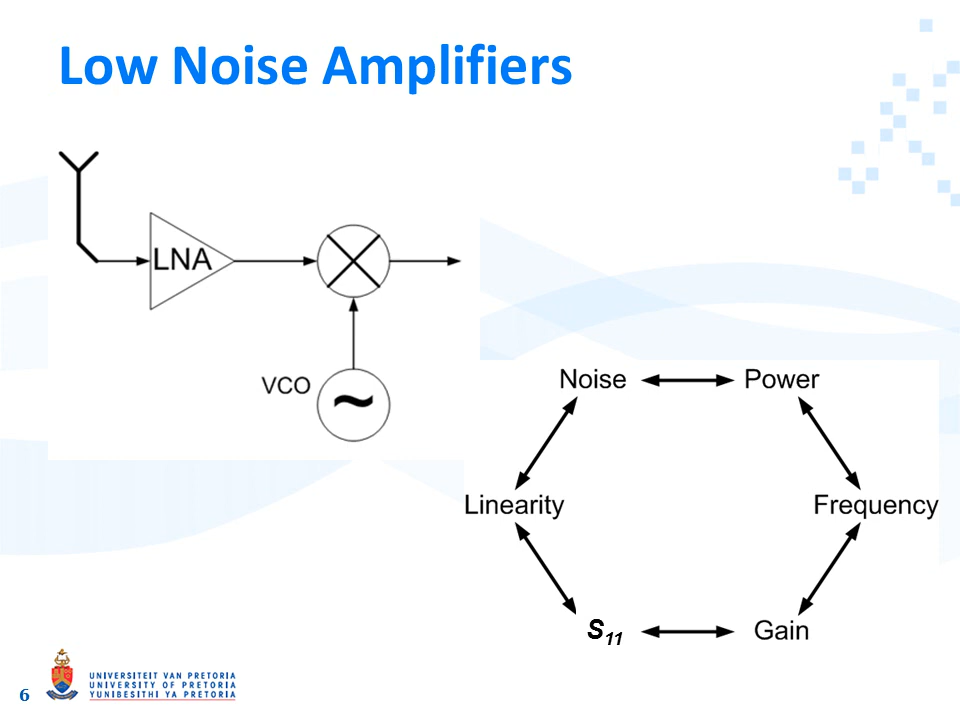 Low Noise Amplifiers
LNA
VCO
~
Noise
Power
Linearity
Frequency
S11
Gain
UNIVERSITEIT VAN PRETORIA
UNIVERSITY OF PRETORIA
YUNIBESITHI YA PRETORIA
6